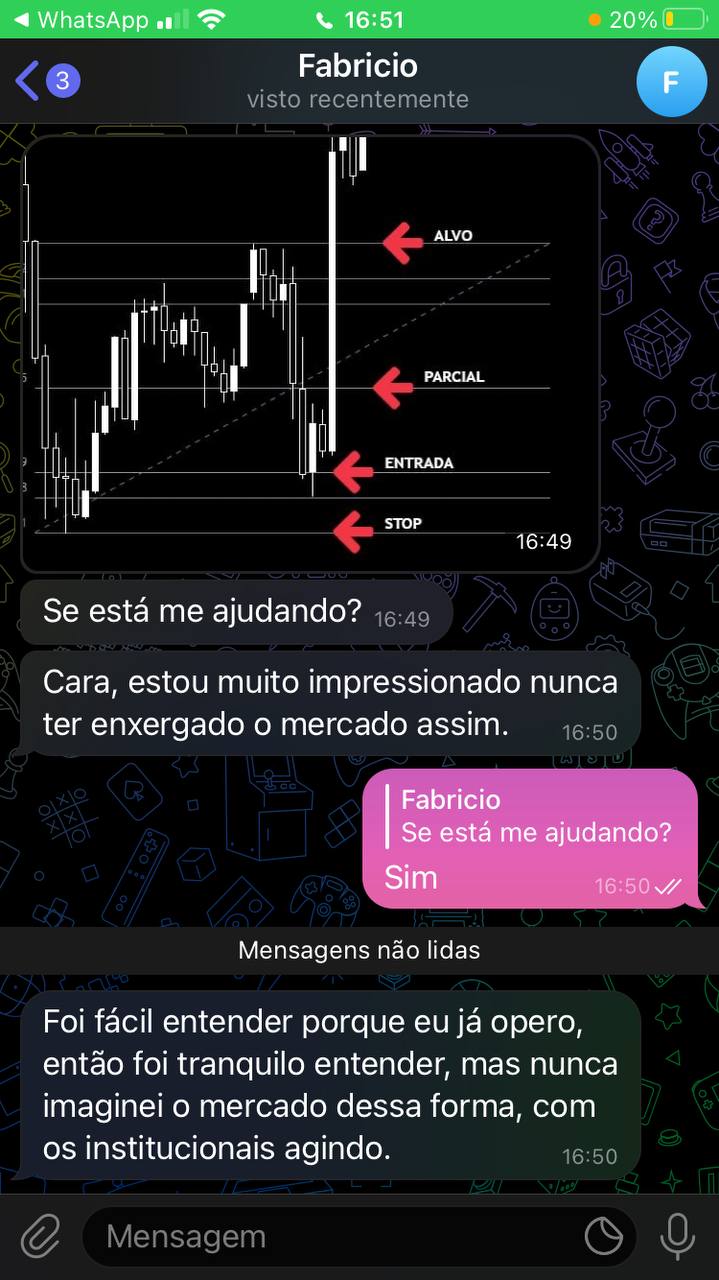 WhatsApp
16:51
20%
3
Fabricio
visto recentemente
F
ALVO
PARCIAL
ENTRADA
STOP
16:49
Se está me ajudando? 16:49
Cara, estou muito impressionado nunca
ter enxergado o mercado assim. 16:50
Fabricio
Se está me ajudando?
Sim 16:50
Mensagens não lidas
Foi fácil entender porque eu já opero,
então foi tranquilo entender, mas nunca
imaginei o mercado dessa forma, com
os institucionais agindo. 16:50
Mensagem